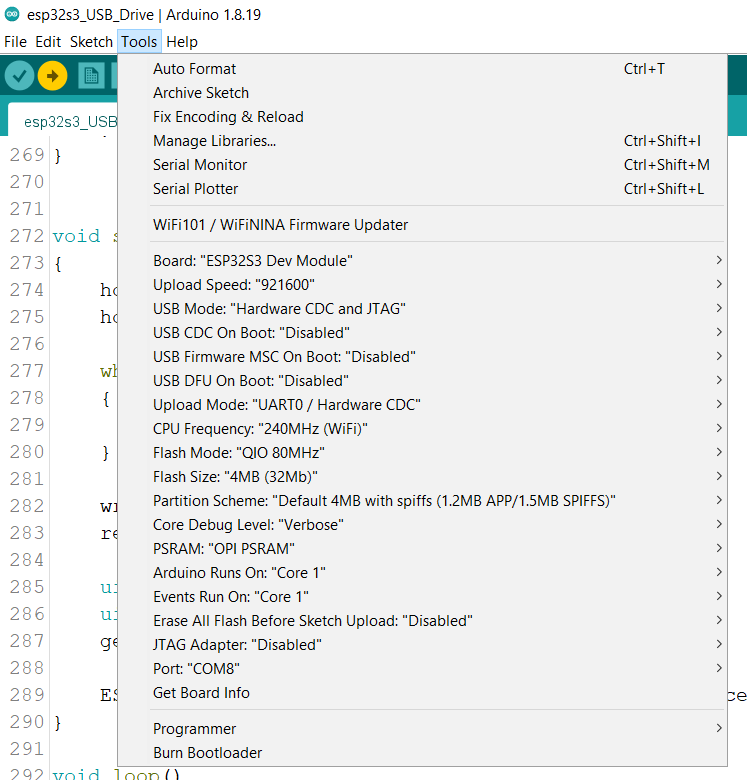 esp32s3_USB_Drive | Arduino 1.8.19
File Edit Sketch Tools Help
Auto Format Ctrl+T
Archive Sketch
Fix Encoding & Reload
Manage Libraries... Ctrl+Shift+I
Serial Monitor Ctrl+Shift+M
Serial Plotter Ctrl+Shift+L
WiFi101 / WiFiNINA Firmware Updater
Board: "ESP32S3 Dev Module"
Upload Speed: "921600"
USB Mode: "Hardware CDC and JTAG"
USB CDC On Boot: "Disabled"
USB Firmware MSC On Boot: "Disabled"
USB DFU On Boot: "Disabled"
Upload Mode: "UART0 / Hardware CDC"
CPU Frequency: "240MHz (WiFi)"
Flash Mode: "QIO 80MHz"
Flash Size: "4MB (32Mb)"
Partition Scheme: "Default 4MB with spiffs (1.2MB APP/1.5MB SPIFFS)"
Core Debug Level: "Verbose"
PSRAM: "OPI PSRAM"
Arduino Runs On: "Core 1"
Events Run On: "Core 1"
Erase All Flash Before Sketch Upload: "Disabled"
JTAG Adapter: "Disabled"
Port: "COM8"
Get Board Info
Programmer
Burn Bootloader
esp32s3_USB
269 }
270
271
272 void s
273 {
274 ho
275 ho
276
277 wh
278 {
279
280 }
281
282 wr
283 re
284
285 ui
286 ui
287 ge
288
289 ES ce
290 }
291
292 void loop()